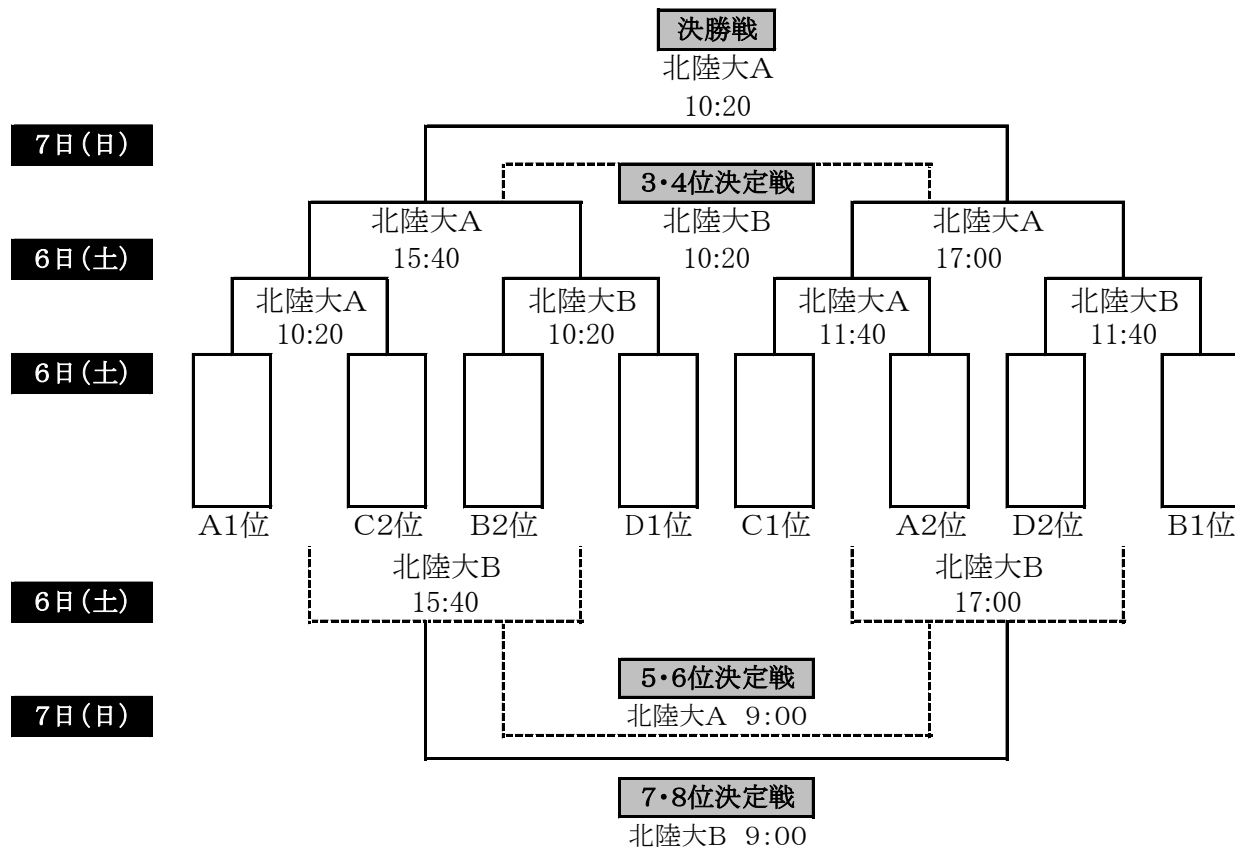 決勝戦
北陸大A
10:20
7日(日)
3・4位決定戦
北陸大A 北陸大B 北陸大A
6日(土) 15:40 10:20 17:00
北陸大A 北陸大B 北陸大A 北陸大B
10:20 10:20 11:40 11:40
6日(土)
A1位 C2位 B2位 D1位 C1位 A2位 D2位 B1位
北陸大B 北陸大B
6日(土) 15:40 17:00
5・6位決定戦
7日(日) 北陸大A 9:00
7・8位決定戦
北陸大B 9:00